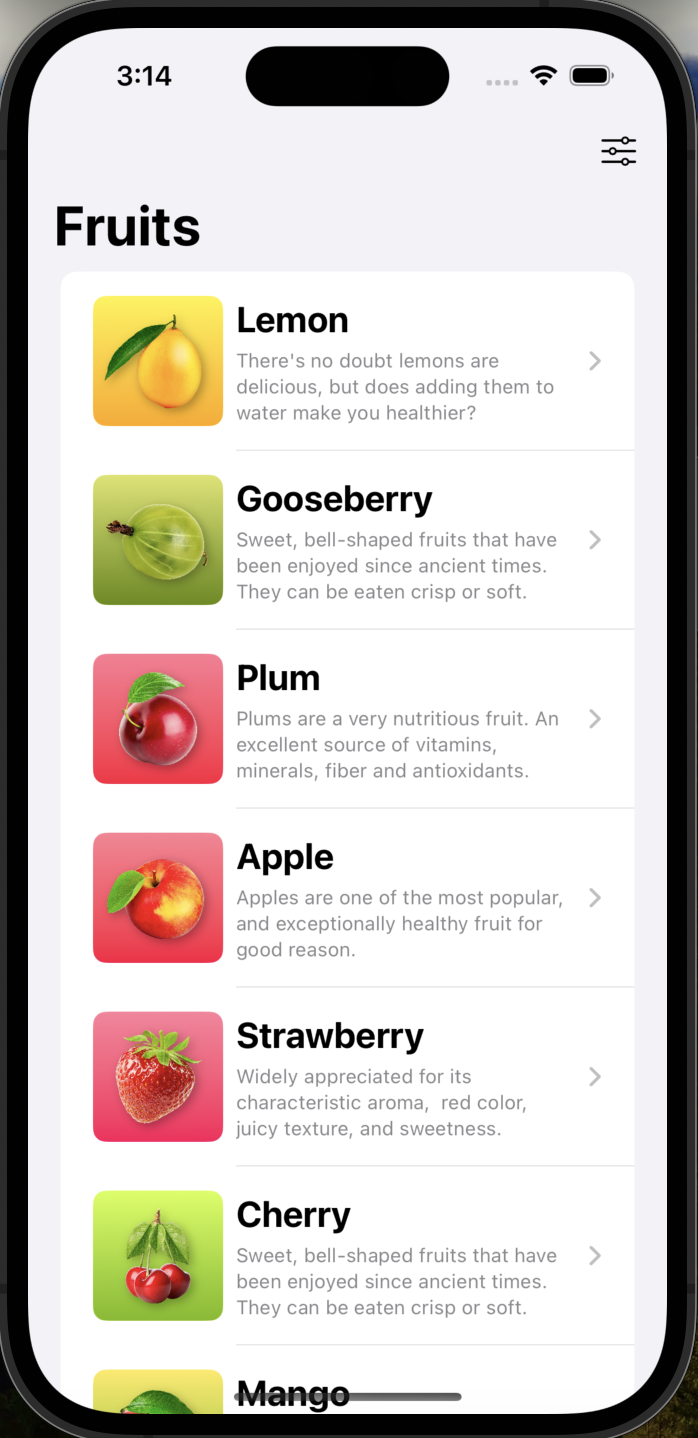 3:14
Fruits
Lemon
There's no doubt lemons are
delicious, but does adding them to
water make you healthier?
Gooseberry
Sweet, bell-shaped fruits that have
been enjoyed since ancient times.
They can be eaten crisp or soft.
Plum
Plums are a very nutritious fruit. An
excellent source of vitamins,
minerals, fiber and antioxidants.
Apple
Apples are one of the most popular,
and exceptionally healthy fruit for
good reason.
Strawberry
Widely appreciated for its
characteristic aroma,  red color,
juicy texture, and sweetness.
Cherry
Sweet, bell-shaped fruits that have
been enjoyed since ancient times.
They can be eaten crisp or soft.
Mango